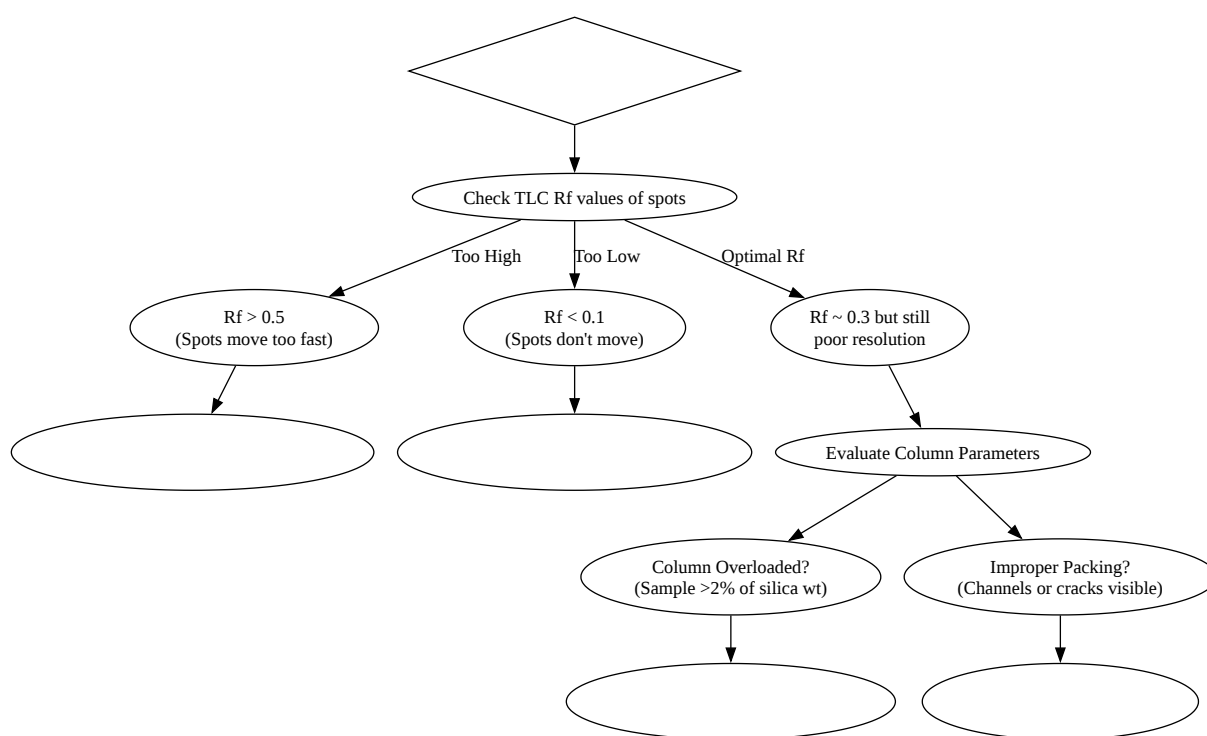 Check TLC Rf values of spots
Too High
Too Low
Optimal Rf
Rf > 0.5
(Spots move too fast)
Rf < 0.1
(Spots don't move)
Rf ~ 0.3 but still
poor resolution
Evaluate Column Parameters
Column Overloaded?
(Sample >2% of silica wt)
Improper Packing?
(Channels or cracks visible)